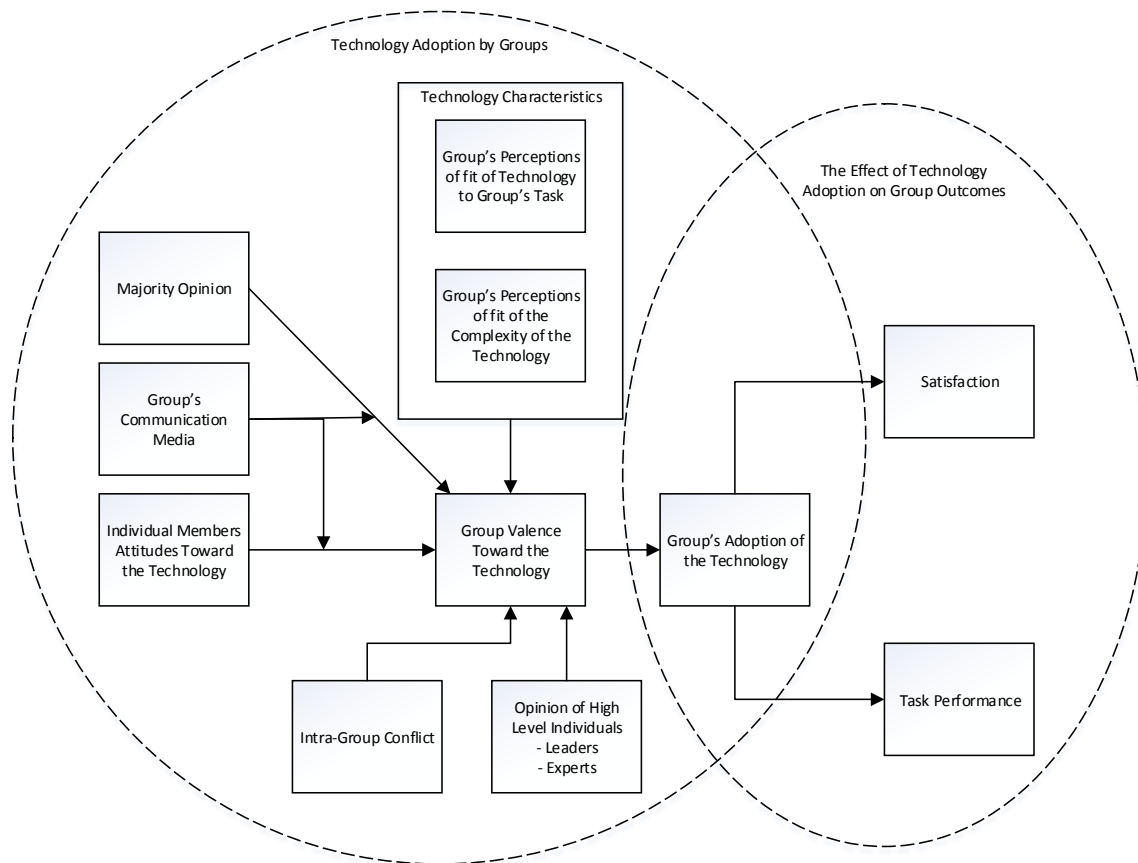 Technology Adoption by Groups
Technology Characteristics
Group's Perceptions
of fit of Technology
to Group's Task
Group's Perceptions
of fit of the
Complexity of the
Technology
The Effect of Technology
Adoption on Group Outcomes
Majority Opinion
Group's
Communication
Media
Individual Members
Attitudes Toward
the Technology
Group Valence
Toward the
Technology
Group's Adoption of
the Technology
Satisfaction
Task Performance
Intra-Group Conflict
Opinion of High
Level Individuals
- Leaders
- Experts